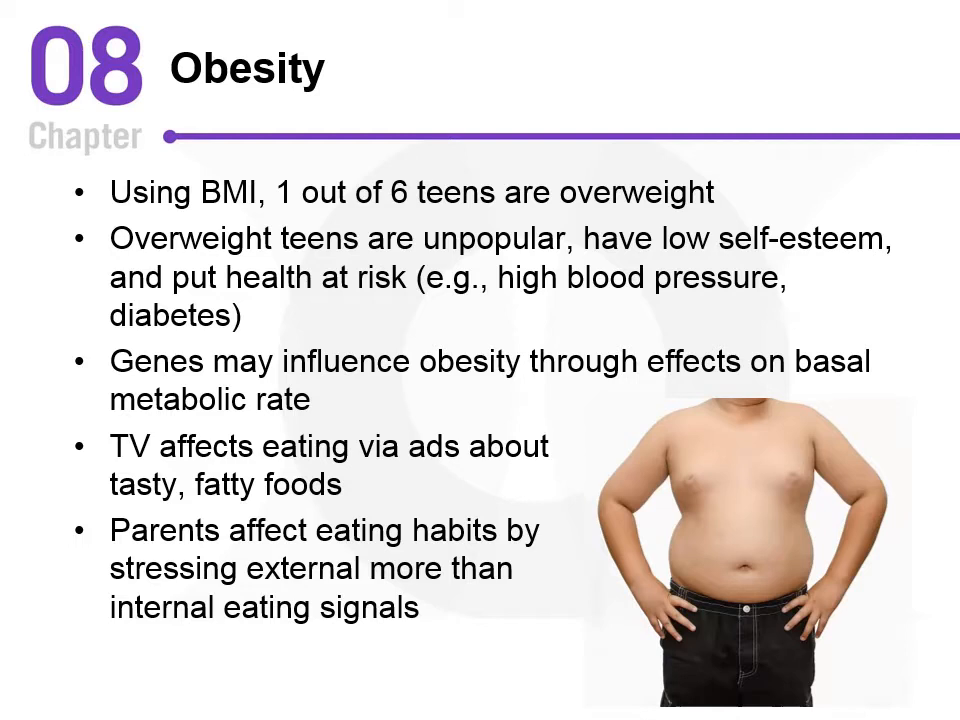 08
Chapter
Obesity
• Using BMI, 1 out of 6 teens are overweight
• Overweight teens are unpopular, have low self-esteem,
and put health at risk (e.g., high blood pressure,
diabetes)
• Genes may influence obesity through effects on basal
metabolic rate
• TV affects eating via ads about
tasty, fatty foods
• Parents affect eating habits by
stressing external more than
internal eating signals